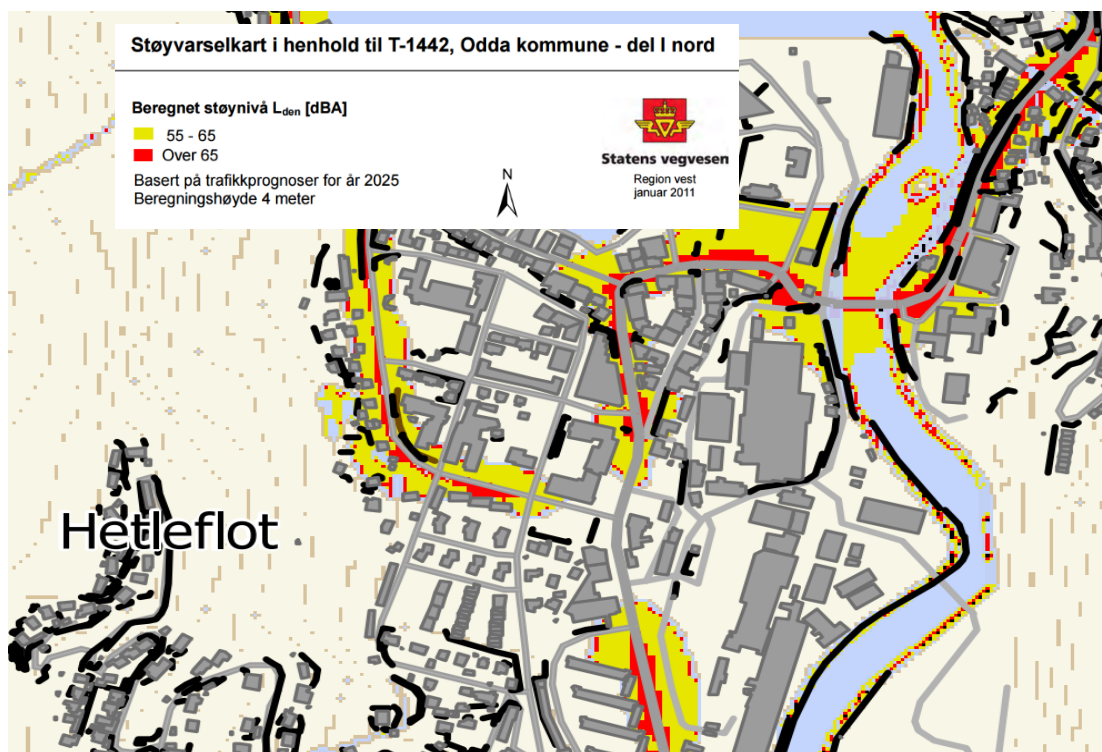 Støyvarselkart i henhold til T-1442, Odda kommune - del I nord
Beregnet støynivå Lden [dBA]
55 - 65
Over 65
Basert på trafikkprognoser for år 2025
Beregningshøyde 4 meter
N
Statens vegvesen
Region vest
januar 2011
Hetleflot